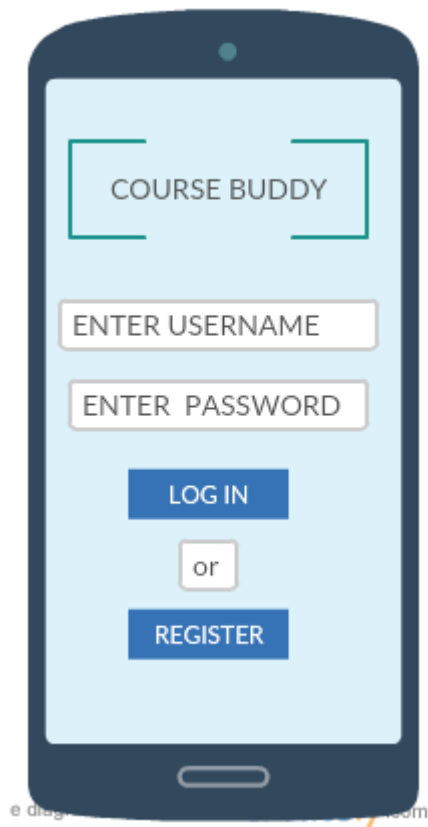 COURSE BUDDY
ENTER USERNAME
ENTER PASSWORD
LOG IN
or
REGISTER